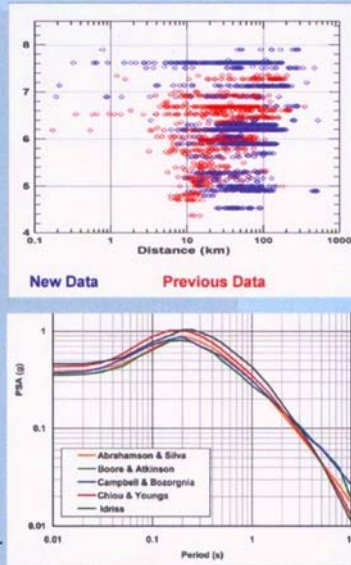 8
7
6
5
4
0.1 1 10 100 1000
Distance (km)
New Data Previous Data
PSA (g)
1
0.1
0.01
Abrahamson & Silva
Boore & Atkinson
Campbell & Bozorgnia
Chiou & Youngs
Idriss
0.01 0.1 1
Period (s)